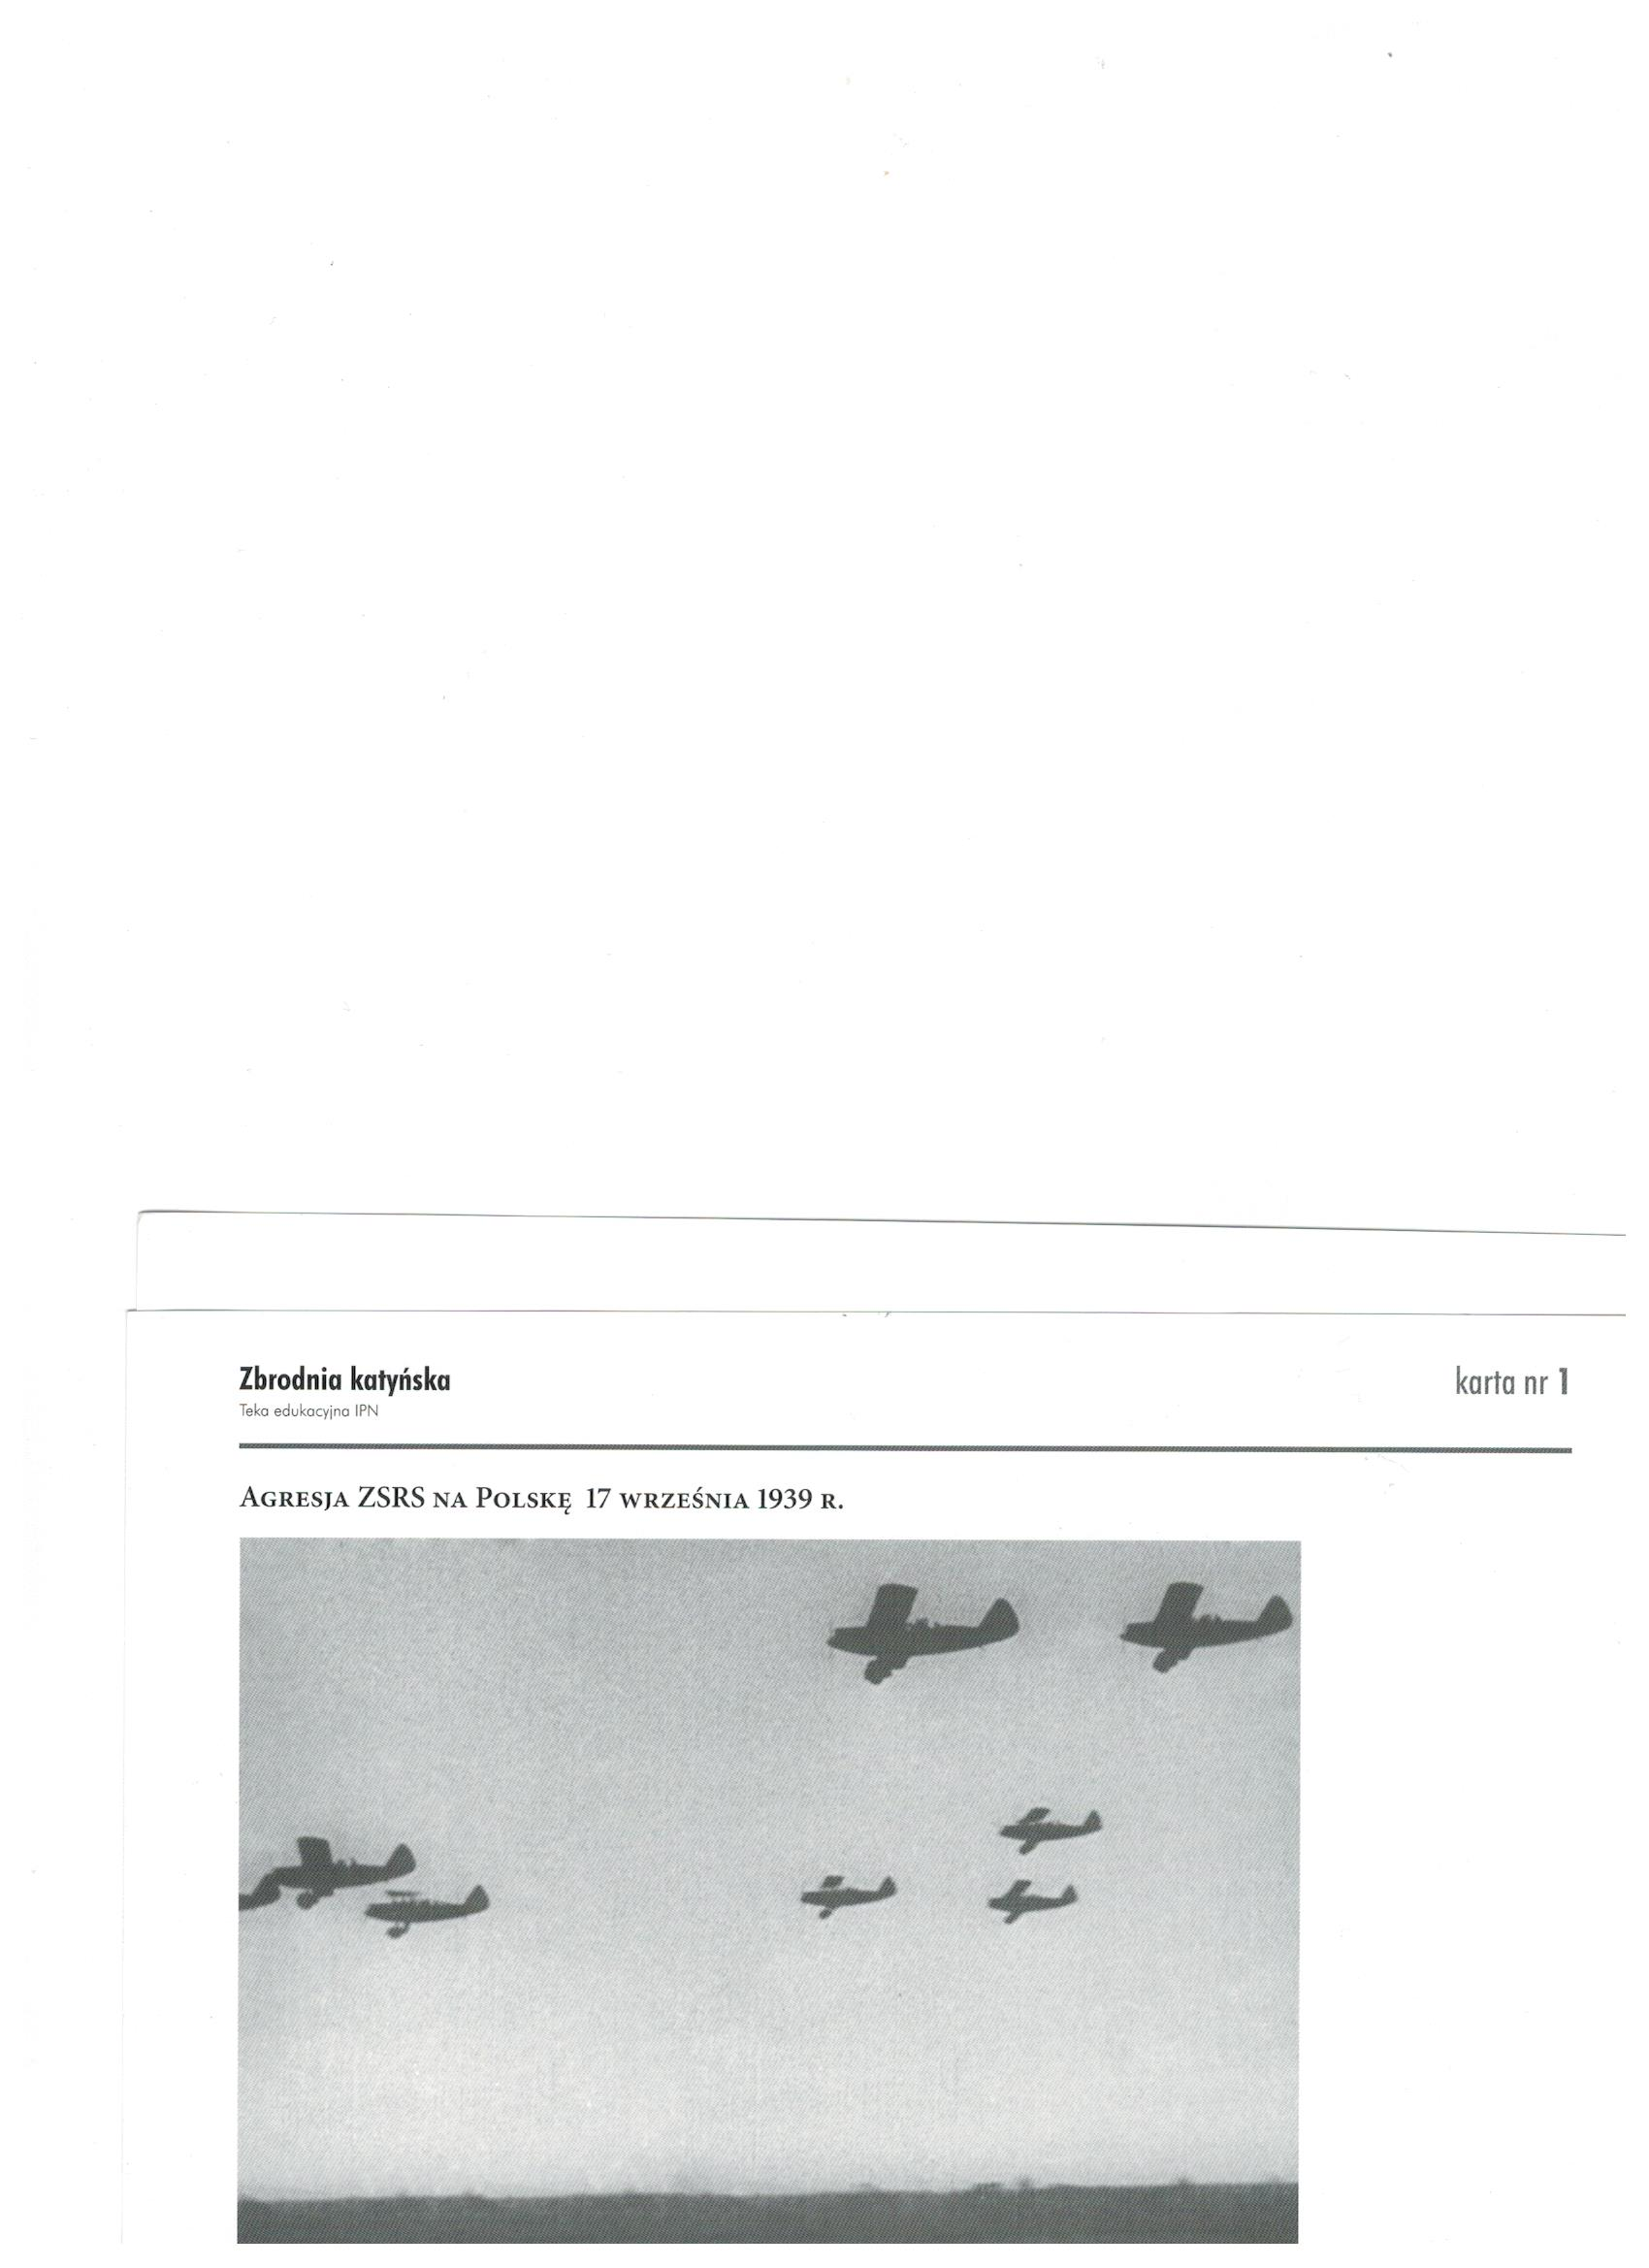 Zbrodnia katyńska
karta nr 1
Teka edukacyjna IPN
Agresja ZSRS na Polskę 17 września 1939 r.